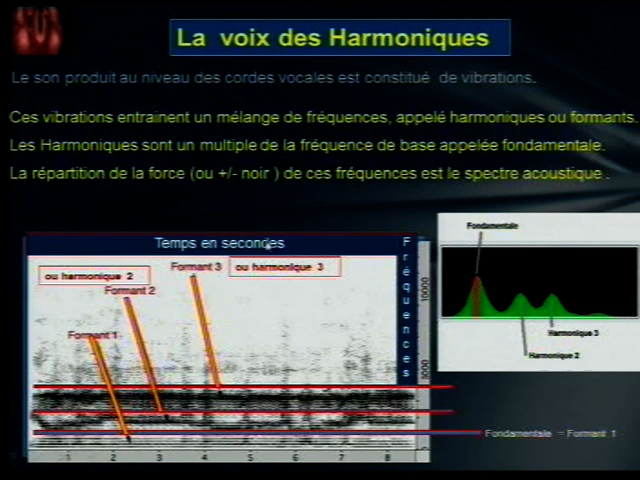 La voix des Harmoniques
Le son produit au niveau des cordes vocales est constitué de vibrations.
Ces vibrations entrainent un mélange de fréquences, appelé harmoniques ou formants.
Les Harmoniques sont un multiple de la fréquence de base appelée fondamentale.
La répartition de la force (ou +/- noir ) de ces fréquences est le spectre acoustique .
Temps en secondes
Fréquences
ou harmonique 2
Formant 3
ou harmonique 3
Formant 2
Formant 1
10000
0
1 2 3 4 5 6 7 8
Fondamentale
Harmonique 3
Harmonique 2
Fondamentale = Formant 1